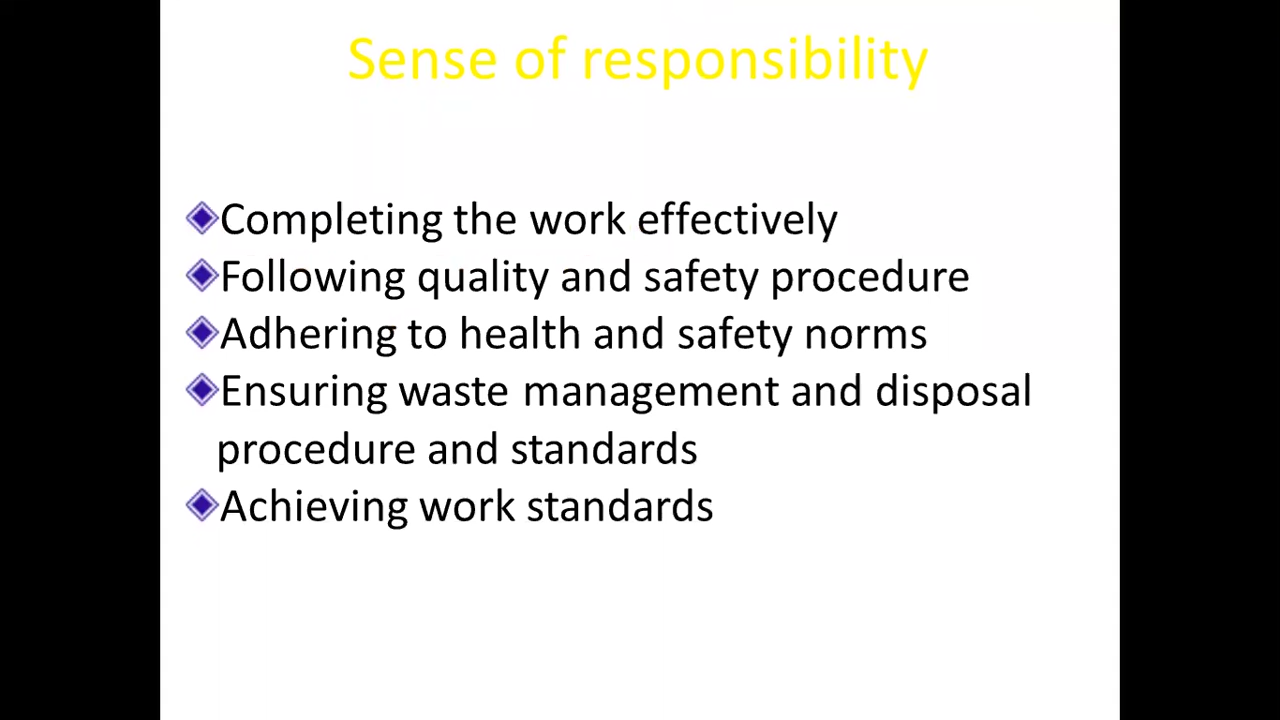 Sense of responsibility
Completing the work effectively
Following quality and safety procedure
Adhering to health and safety norms
Ensuring waste management and disposal
procedure and standards
Achieving work standards